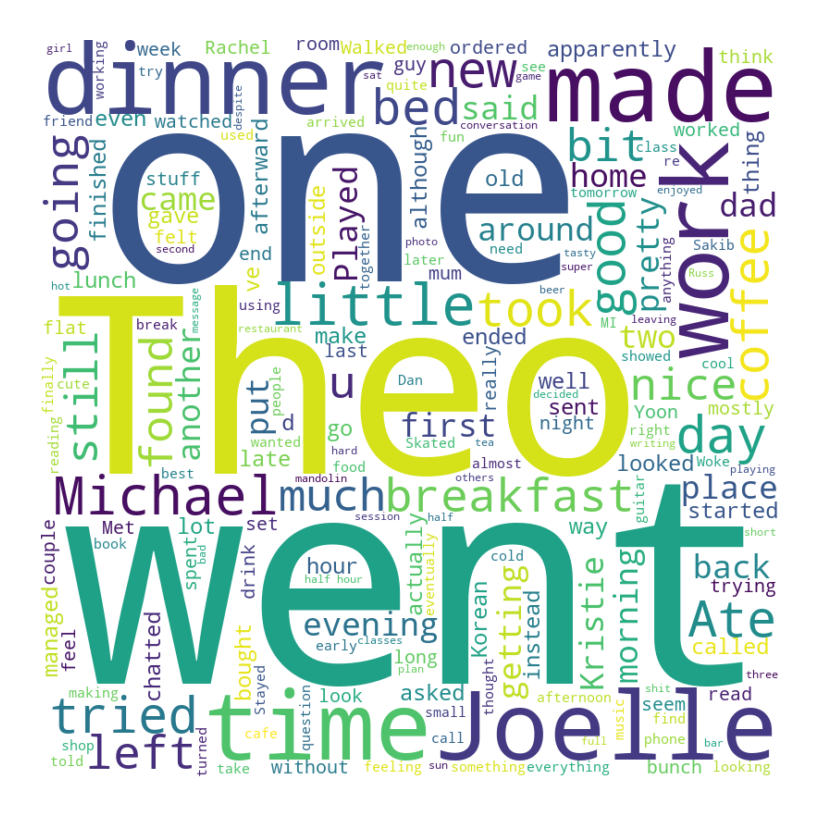 dinner
one
made
Theo
went
work
time
Joelle
Michael
little
breakfast
new
bed
said
going
good
bit
home
dad
coffee
around
took
nice
day
much
first
Ate
place
back
tried
left
evening
still
found
another
Played
pretty
two
u
put
morning
Kristie
getting
girl
working
week
try
Rachel
room
Walked
guy
ordered
apparently
think
friend
even
watched
quite
sat
enough
game
see
used
arrived
despite
conversation
fun
class
re
worked
thing
finished
stuff
came
gave
felt
second
afterward
outside
although
old
tomorrow
enjoyed
need
end
ve
together
photo
later
mum
tasty
super
Sakib
Russ
anything
hot
lunch
using
beer
MI
leaving
flat
break
message
restaurant
make
last
ended
showed
cool
cute
finally
reading
people
Dan
really
well
decided
sent
Yoon
mostly
d
go
wanted
night
right
writing
late
food
Skated
tea
looked
Woke
playing
best
hard
almost
guitar
mandolin
others
started
Met
lot
set
session
half
way
short
couple
book
spent
bad
drink
hour
half hour
actually
eventually
cold
Korean
instead
trying
managed
feel
chatted
early
classes
called
bought
long
plan
thought
making
Stayed
question
look
asked
afternoon
shit
three
small
music
find
seem
read
shop
turned
cafe
call
full
phone
bar
told
take
without
feeling
sun
something
everything
bunch
looking